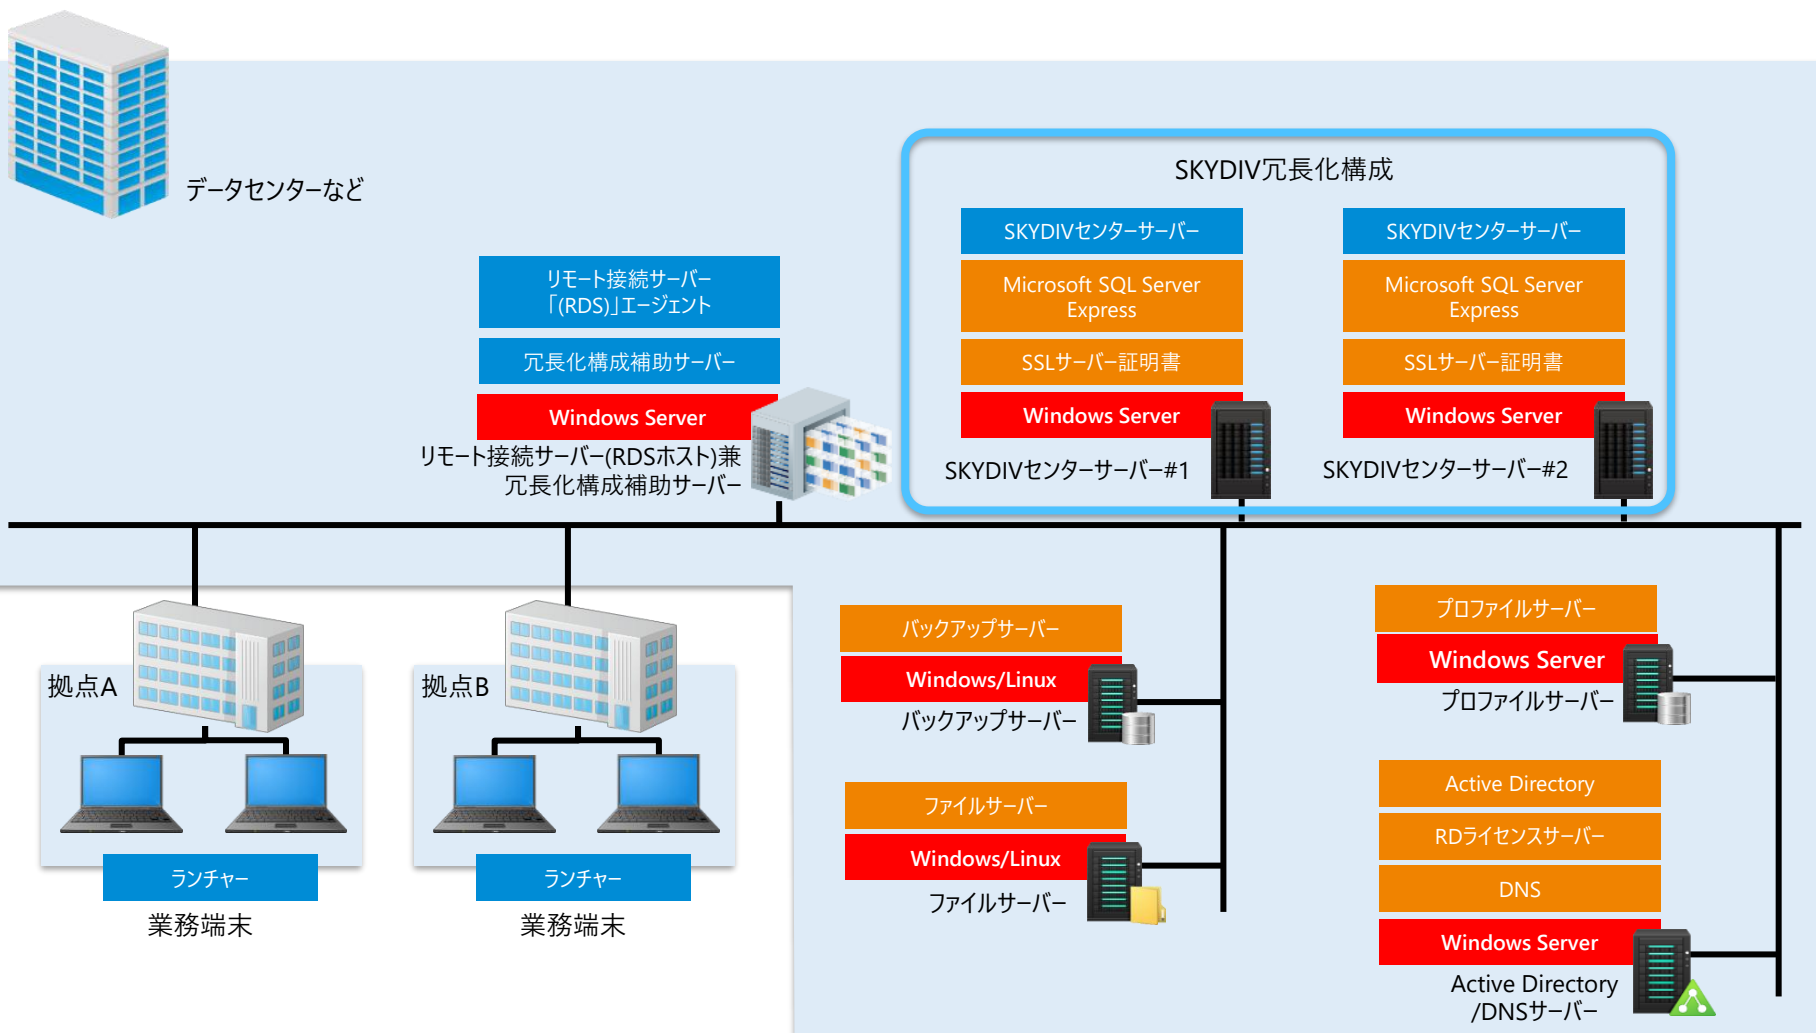 データセンターなど
SKYDIV冗長化構成
リモート接続サーバー
「(RDS)」エージェント
冗長化構成補助サーバー
Windows Server
リモート接続サーバー(RDSホスト)兼
冗長化構成補助サーバー
SKYDIVセンターサーバー
Microsoft SQL Server
Express
SSLサーバー証明書
Windows Server
SKYDIVセンターサーバー#1
SKYDIVセンターサーバー
Microsoft SQL Server
Express
SSLサーバー証明書
Windows Server
SKYDIVセンターサーバー#2
拠点A
ランチャー
業務端末
拠点B
ランチャー
業務端末
バックアップサーバー
Windows/Linux
バックアップサーバー
ファイルサーバー
Windows/Linux
ファイルサーバー
プロファイルサーバー
Windows Server
プロファイルサーバー
Active Directory
RDライセンスサーバー
DNS
Windows Server
Active Directory
/DNSサーバー